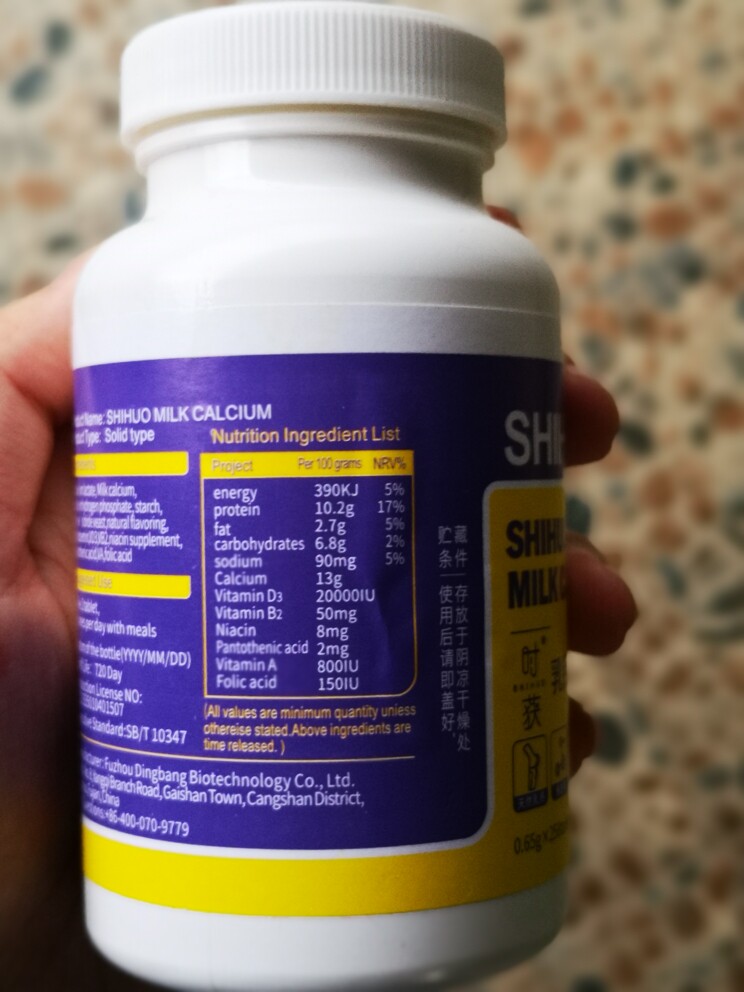 Name: SHIHUO MILK CALCIUM
Type: Solid type
Milk calcium,
phosphate, starch,
natural flavoring,
niacin supplement,
folic acid
Use
tablet,
per day with meals
of the bottle(YYYY/MM/DD)
720 Day
License NO:
Standard:SB/T 10347
Fuzhou Dingbang Biotechnology Co., Ltd.
Branch Road, Gaishan Town, Cangshan District,
China
+86-400-070-9779
Nutrition Ingredient List
Project Per 100 grams NRV%
energy 390KJ 5%
protein 10.2g 17%
fat 2.7g 5%
carbohydrates 6.8g 2%
sodium 90mg 5%
Calcium 13g
Vitamin D3 20000IU
Vitamin B2 50mg
Niacin 8mg
Pantothenic acid 2mg
Vitamin A 800IU
Folic acid 150IU
(All values are minimum quantity uniess
othereise stated.Above ingredients are
time released. )
贮藏条件
存放于阴凉干燥处
使用后请即盖好
SHI
SHIHU
MILK
时获
乳
0.65g×